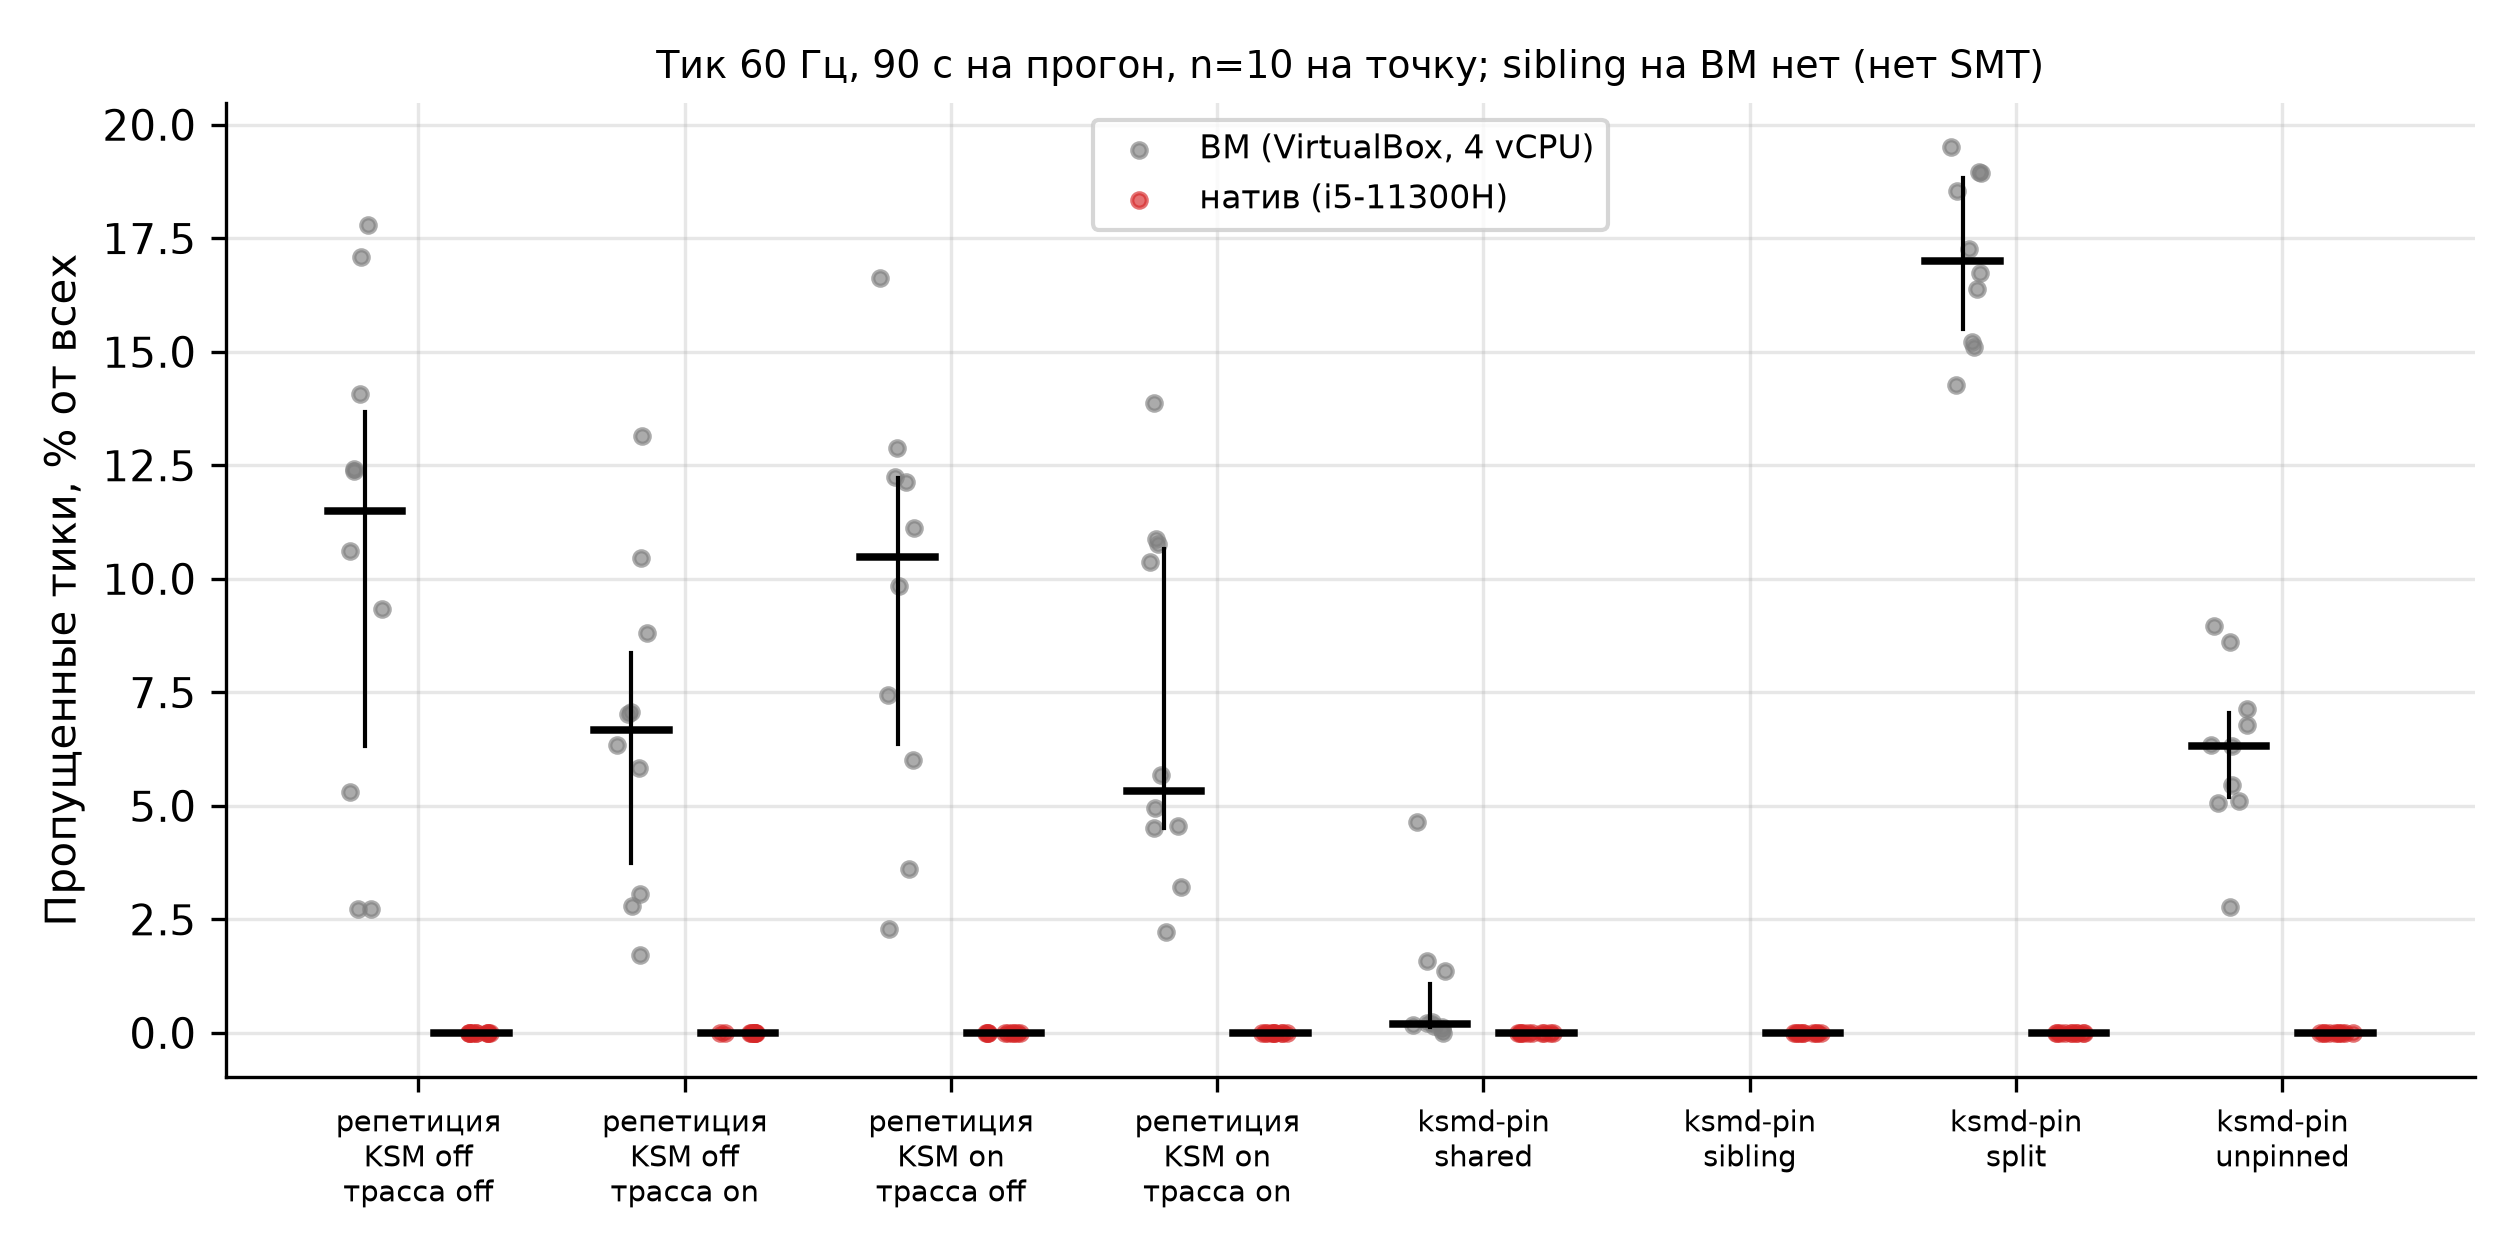 Тик 60 Гц, 90 с на прогон, n=10 на точку; sibling на ВМ нет (нет SMT)
ВМ (VirtualBox, 4 vCPU)
натив (i5-11300H)
Пропущенные тики, % от всех
20.0
17.5
15.0
12.5
10.0
7.5
5.0
2.5
0.0
репетиция
KSM off
трасса off
репетиция
KSM off
трасса on
репетиция
KSM on
трасса off
репетиция
KSM on
трасса on
ksmd-pin
shared
ksmd-pin
sibling
ksmd-pin
split
ksmd-pin
unpinned